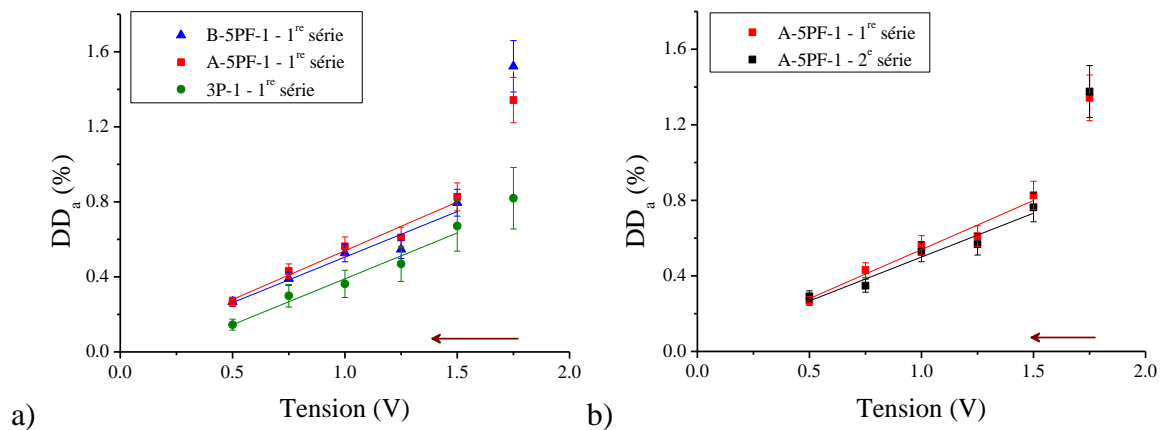 B-5PF-1 - 1re série
A-5PF-1 - 1re série
3P-1 - 1re série
1.6
1.2
0.8
0.4
0.0
DDa (%)
0.0 0.5 1.0 1.5 2.0
Tension (V)
a)
A-5PF-1 - 1re série
A-5PF-1 - 2e série
1.6
1.2
0.8
0.4
0.0
DDa (%)
0.0 0.5 1.0 1.5 2.0
Tension (V)
b)